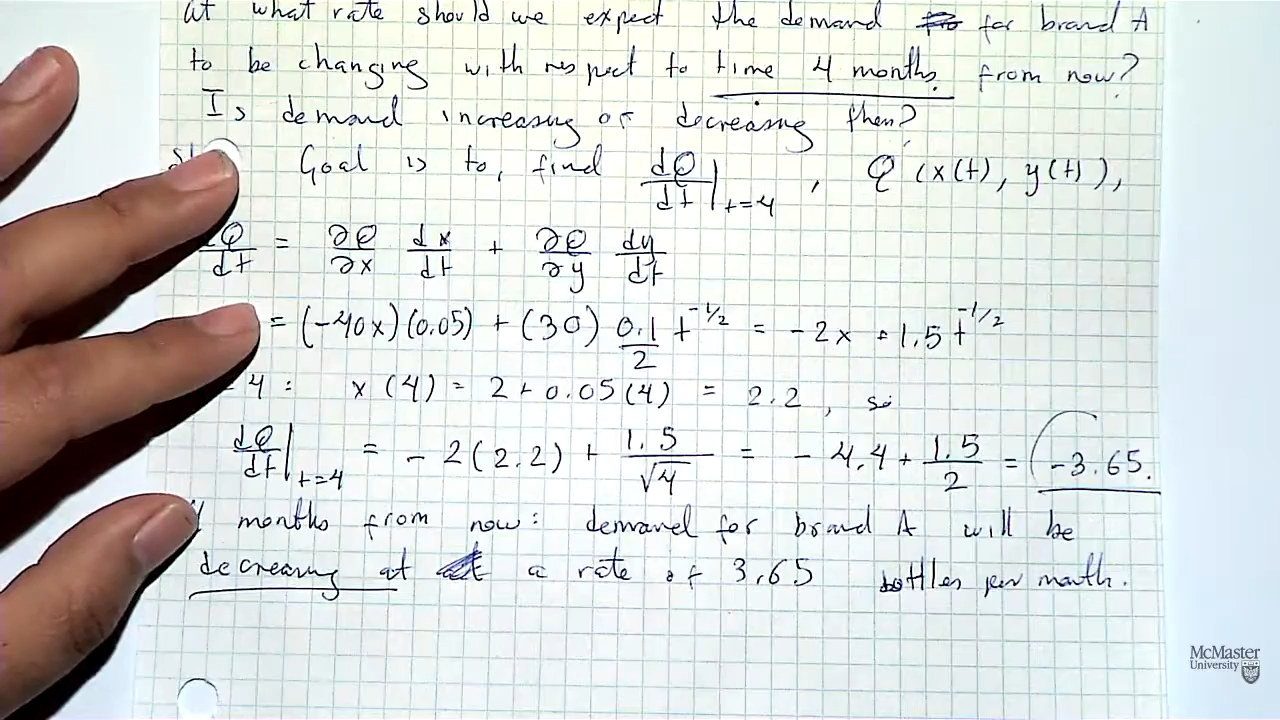 at what rate should we expect the demand for brand A
to be changing with respect to time 4 months from now?
Is demand increasing or decreasing then?
Goal is to find dQ/dt|t=4 , Q(x(t), y(t)),
dQ/dt = ∂Q/∂x dx/dt + ∂Q/∂y dy/dt
= (-40x)(0.05) + (30) 0.1/2 t^-1/2 = -2x + 1.5 t^-1/2
4 : x(4) = 2 + 0.05(4) = 2.2, so
dQ/dt|t=4 = -2(2.2) + 1.5/√4 = -4.4 + 1.5/2 = -3.65.
months from now: demand for brand A will be
decreasing at a rate of 3.65 bottles per month.
McMaster
University